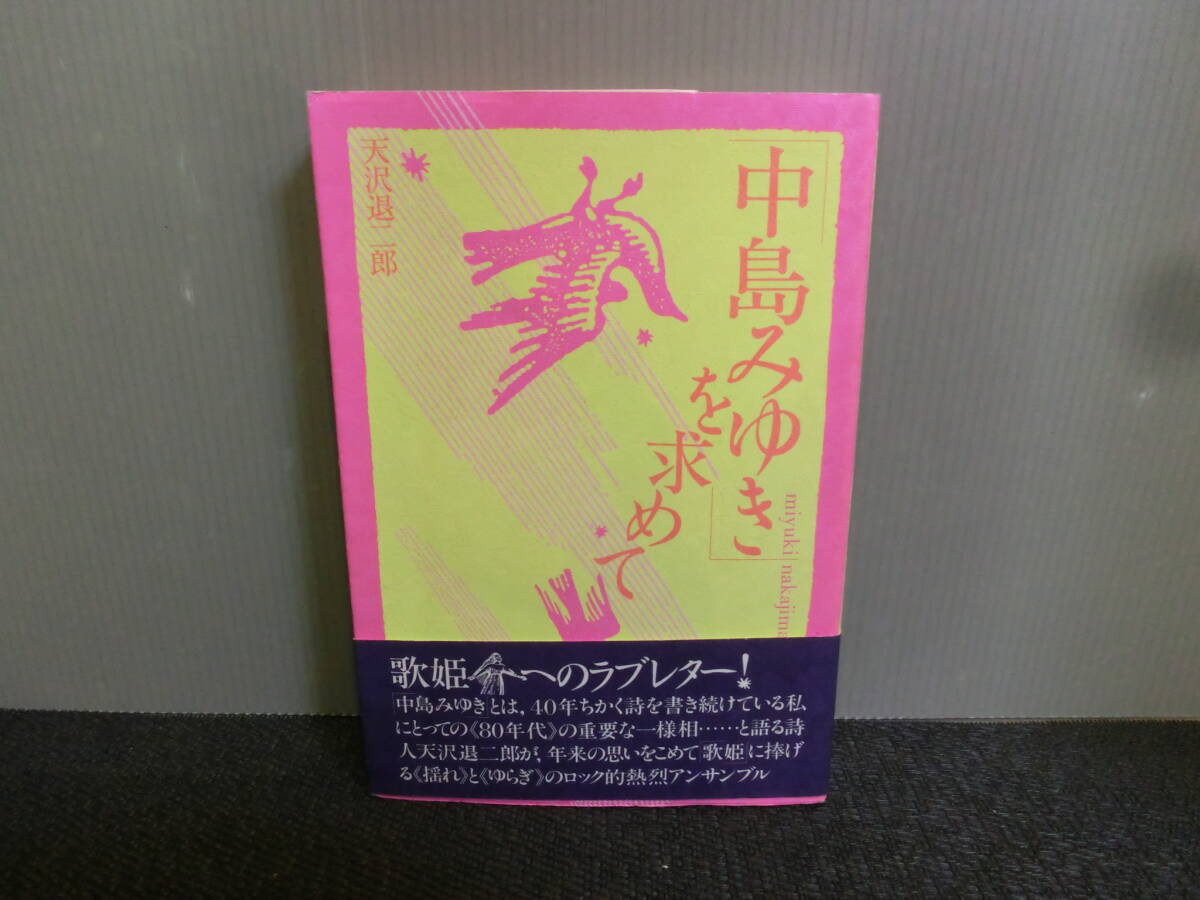 「中島みゆき」
を求めて
miyuki nakajima
天沢退二郎
歌姫へのラブレター!
「中島みゆき」とは，40年ちかく詩を書き続けている私
にとっての《80年代》の重要な一様相……と語る詩
人天沢退二郎が，年来の思いをこめて「歌姫」に捧げ
る《揺れ》と《ゆらぎ》のロック的熱烈アンサンブル